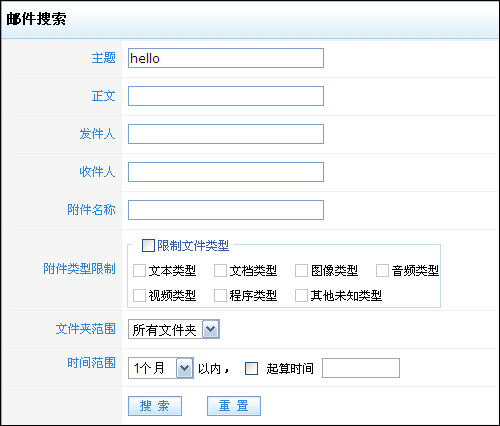 邮件搜索
主题 hello
正文
发件人
收件人
附件名称
限制文件类型
附件类型限制 文本类型 文档类型 图像类型 音频类型
视频类型 程序类型 其他未知类型
文件夹范围 所有文件夹
时间范围 1个月 以内， 起算时间
搜 索 重 置